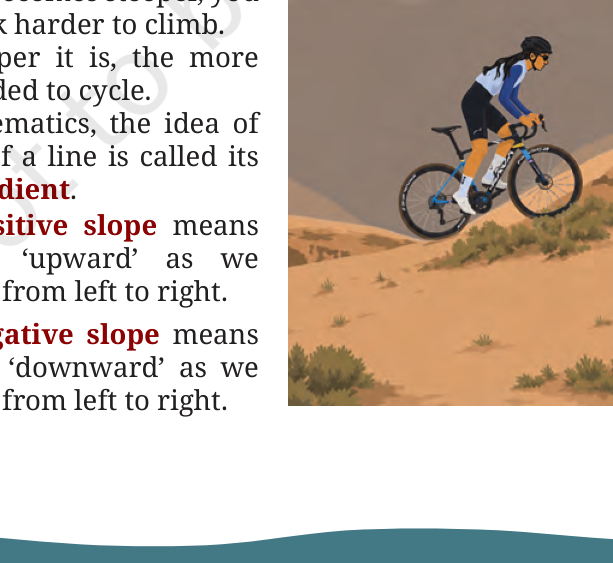 k harder to climb.
per it is, the more
ded to cycle.
ematics, the idea of
f a line is called its
dient.
sitive slope means
‘upward’ as we
from left to right.
gative slope means
‘downward’ as we
from left to right.